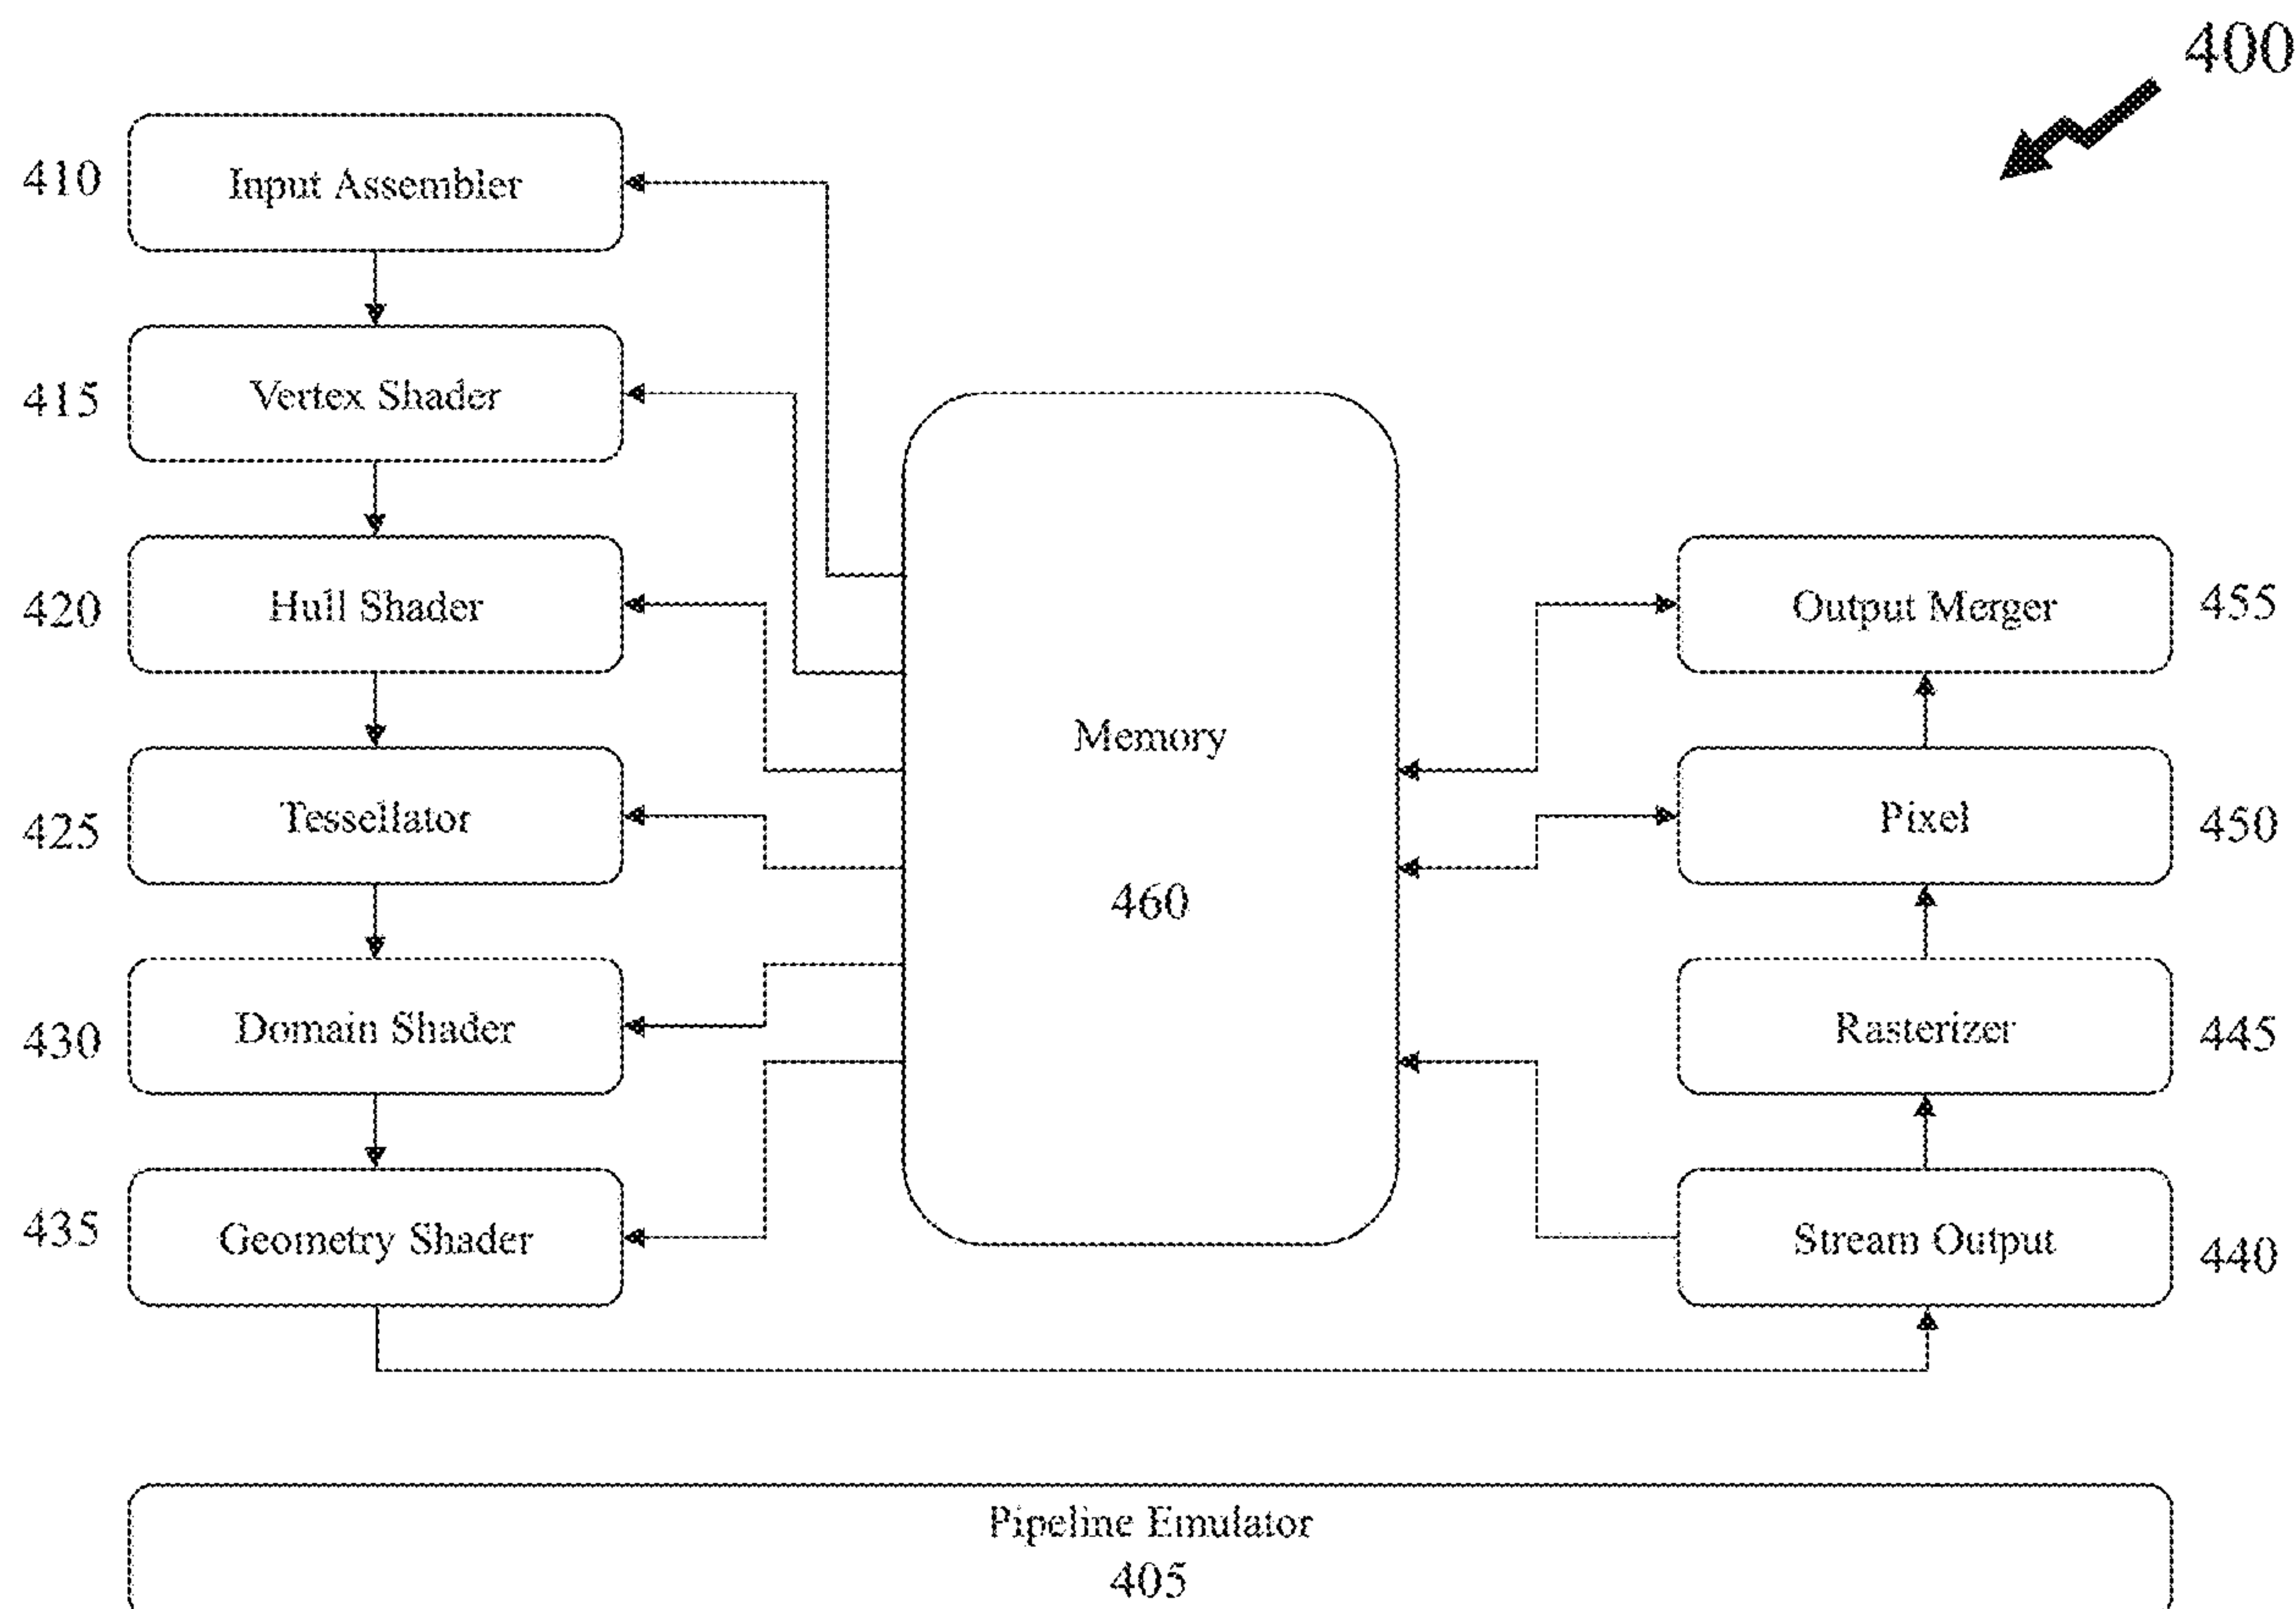 400
410
Input Assembler
415
Vertex Shader
420
Hull Shader
425
Tessellator
430
Domain Shader
435
Geometry Shader
Memory
460
Output Merger
455
Pixel
450
Rasterizer
445
Stream Output
440
Pipeline Emulator
405